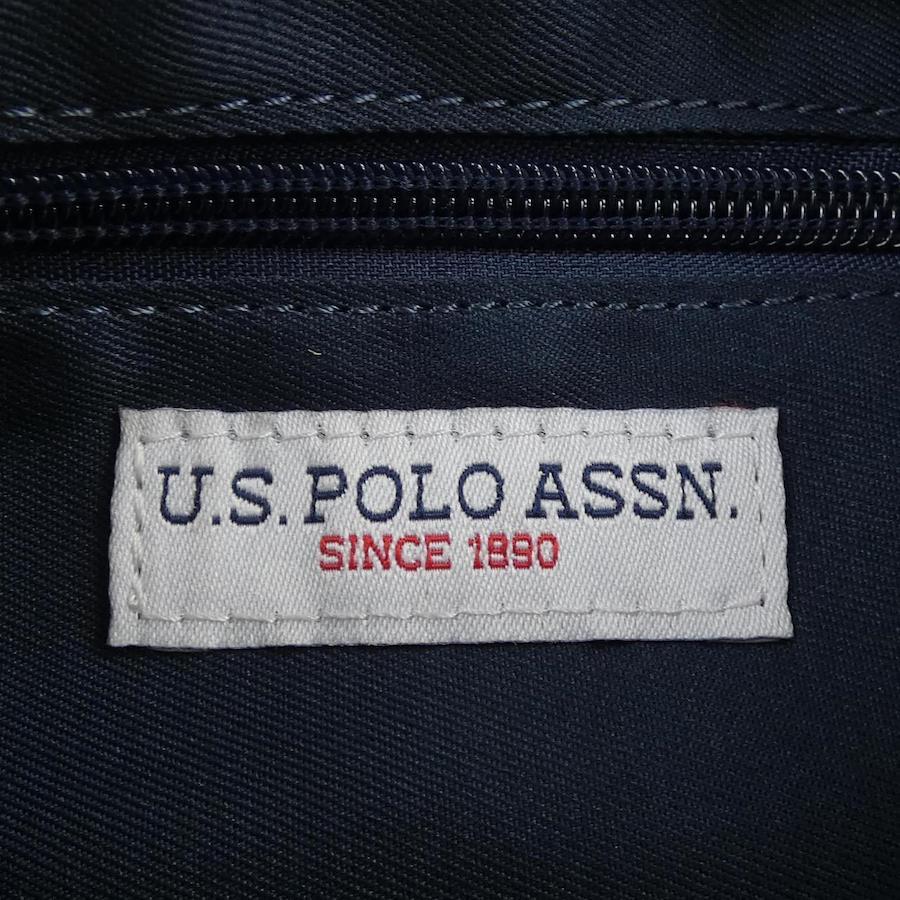 U.S. POLO ASSN.
SINCE 1890